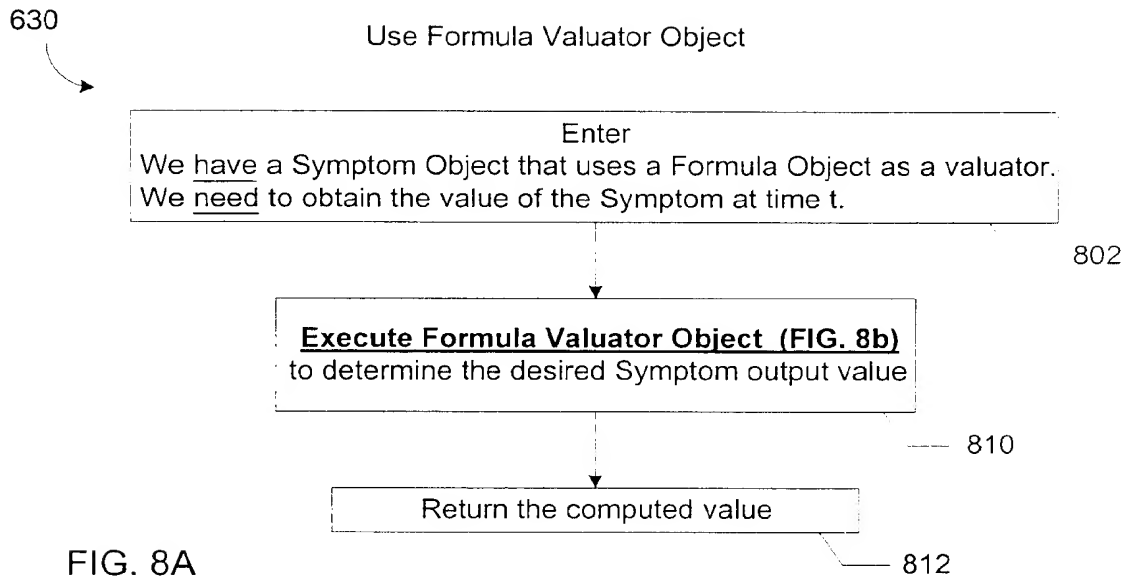 630
Use Formula Valuator Object
Enter
We have a Symptom Object that uses a Formula Object as a valuator.
We need to obtain the value of the Symptom at time t.
802
Execute Formula Valuator Object (FIG. 8b)
to determine the desired Symptom output value
810
Return the computed value
812
FIG. 8A